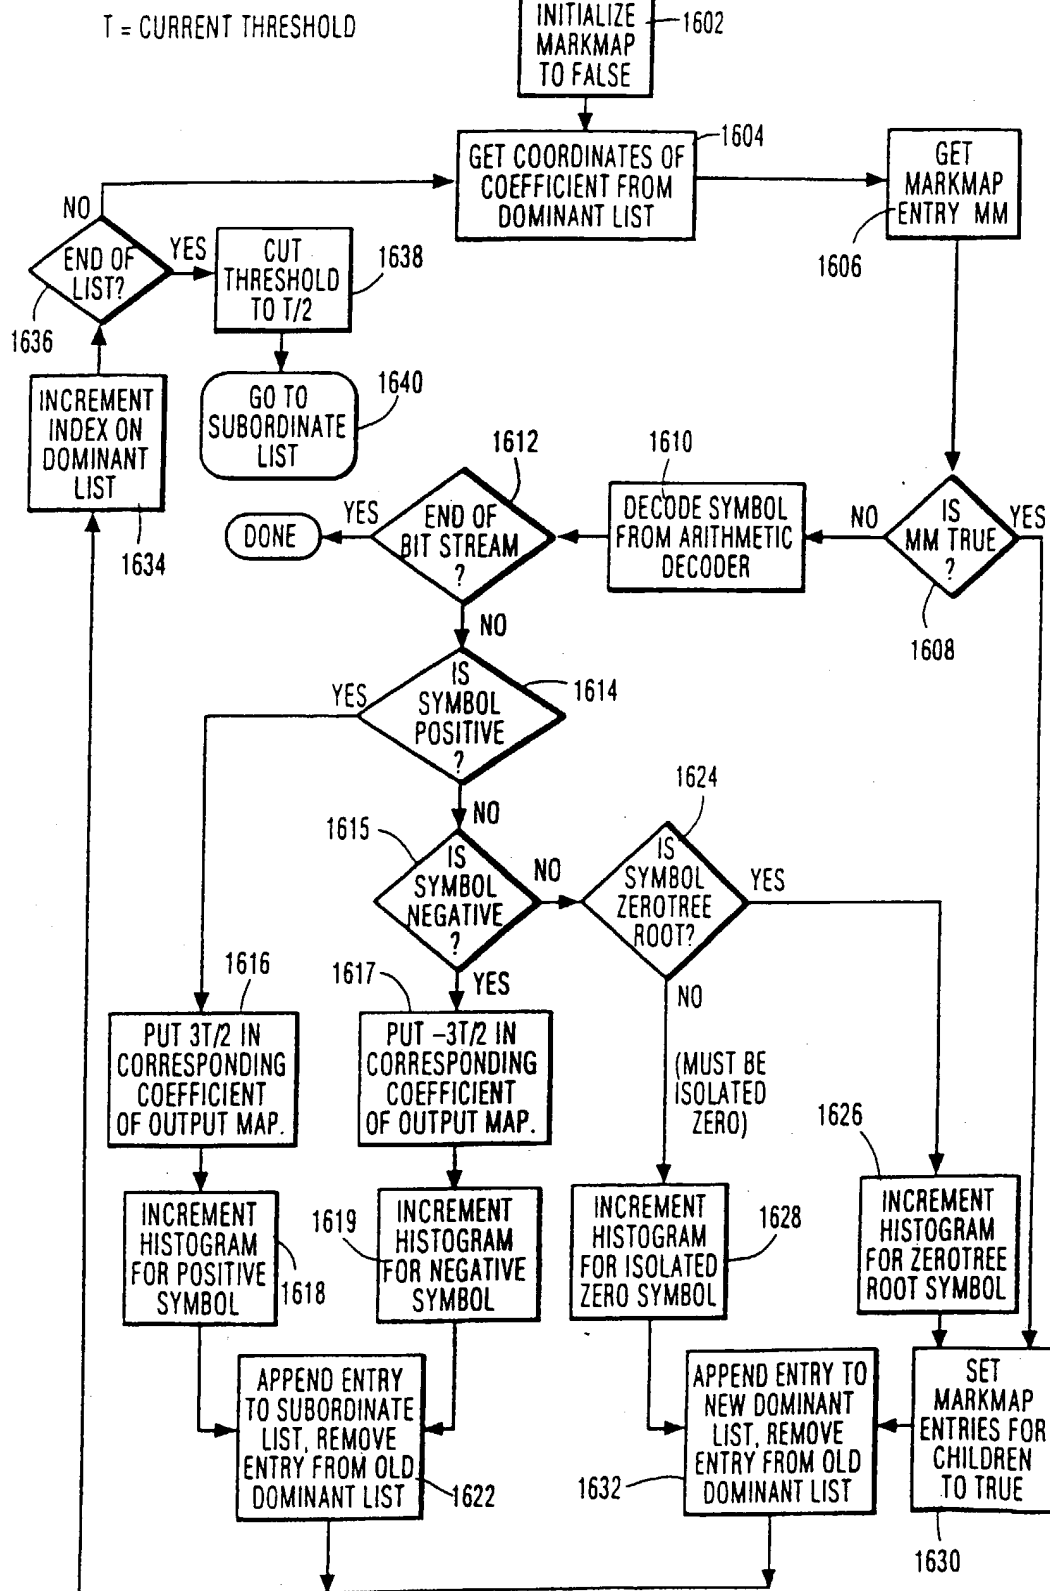 T = CURRENT THRESHOLD
INITIALIZE
MARKMAP
TO FALSE
1602
GET COORDINATES OF
COEFFICIENT FROM
DOMINANT LIST
1604
GET
MARKMAP
ENTRY MM
1606
NO
END OF
LIST?
1636
YES
CUT
THRESHOLD
TO T/2
1638
GO TO
SUBORDINATE
LIST
1640
INCREMENT
INDEX ON
DOMINANT
LIST
1634
DONE
YES
1612
END OF
BIT STREAM
?
NO
1610
DECODE SYMBOL
FROM ARITHMETIC
DECODER
NO
IS
MM TRUE
?
YES
1608
YES
IS
SYMBOL
POSITIVE
?
1614
NO
1615
IS
SYMBOL
NEGATIVE
?
NO
YES
1624
IS
SYMBOL
ZEROTREE
ROOT?
YES
NO
(MUST BE
ISOLATED
ZERO)
1616
PUT 3T/2 IN
CORRESPONDING
COEFFICIENT
OF OUTPUT MAP.
1617
PUT –3T/2 IN
CORRESPONDING
COEFFICIENT
OF OUTPUT MAP.
INCREMENT
HISTOGRAM
FOR POSITIVE
SYMBOL
1618
1619
INCREMENT
HISTOGRAM
FOR NEGATIVE
SYMBOL
INCREMENT
HISTOGRAM
FOR ISOLATED
ZERO SYMBOL
1628
1626
INCREMENT
HISTOGRAM
FOR ZEROTREE
ROOT SYMBOL
APPEND ENTRY
TO SUBORDINATE
LIST, REMOVE
ENTRY FROM OLD
DOMINANT LIST
1622
1632
APPEND ENTRY TO
NEW DOMINANT
LIST, REMOVE
ENTRY FROM OLD
DOMINANT LIST
SET
MARKMAP
ENTRIES FOR
CHILDREN
TO TRUE
1630